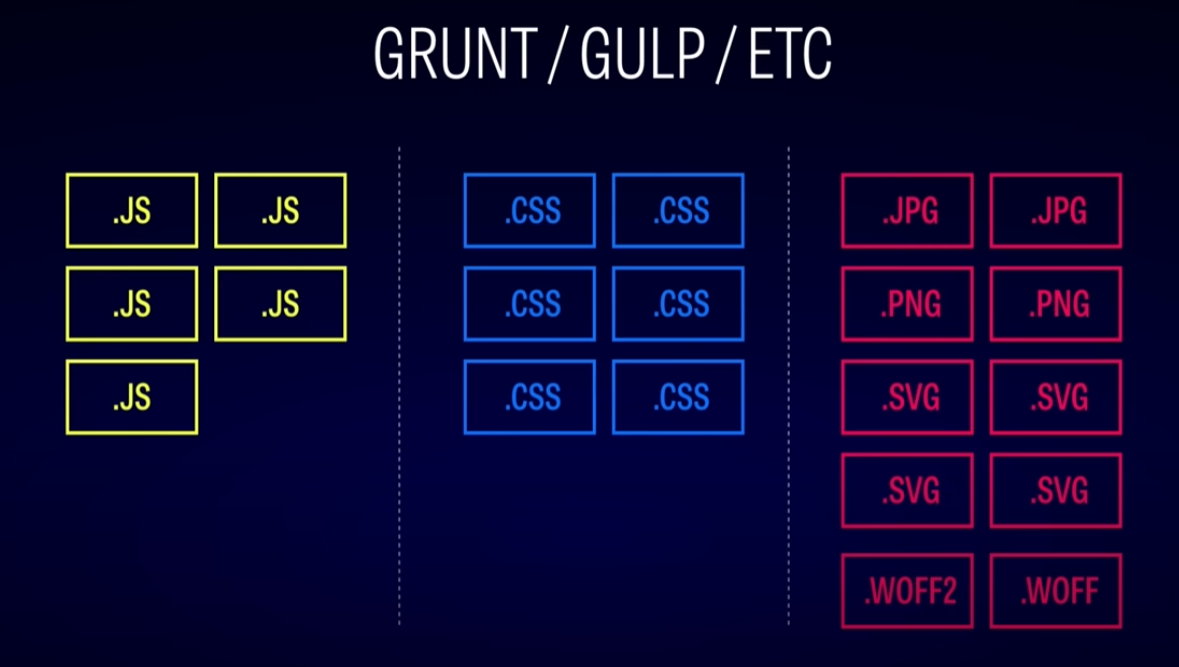 GRUNT / GULP / ETC
.JS .JS
.JS .JS
.JS
.CSS .CSS
.CSS .CSS
.CSS .CSS
.JPG .JPG
.PNG .PNG
.SVG .SVG
.SVG .SVG
.WOFF2 .WOFF